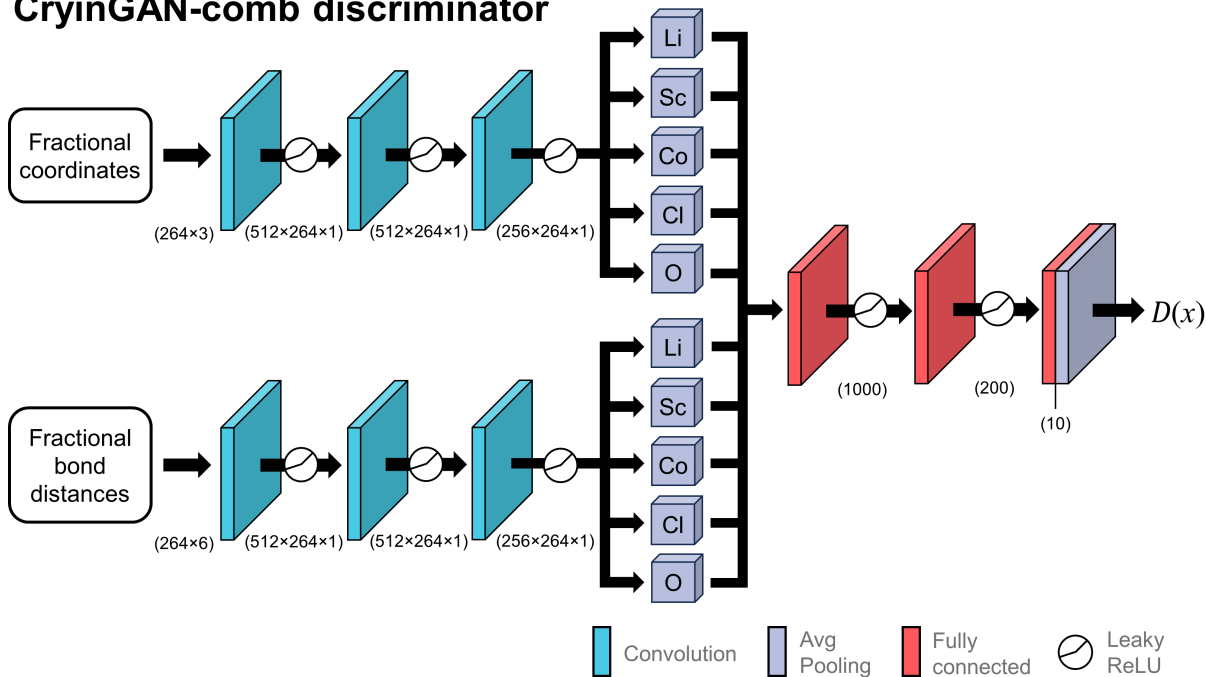 CryinGAN-comb discriminator
Fractional
coordinates
(264×3)
(512×264×1)
(512×264×1)
(256×264×1)
Li
Sc
Co
Cl
O
Fractional
bond
distances
(264×6)
(512×264×1)
(512×264×1)
(256×264×1)
Li
Sc
Co
Cl
O
(1000)
(200)
(10)
D(x)
Convolution
Avg
Pooling
Fully
connected
Leaky
ReLU